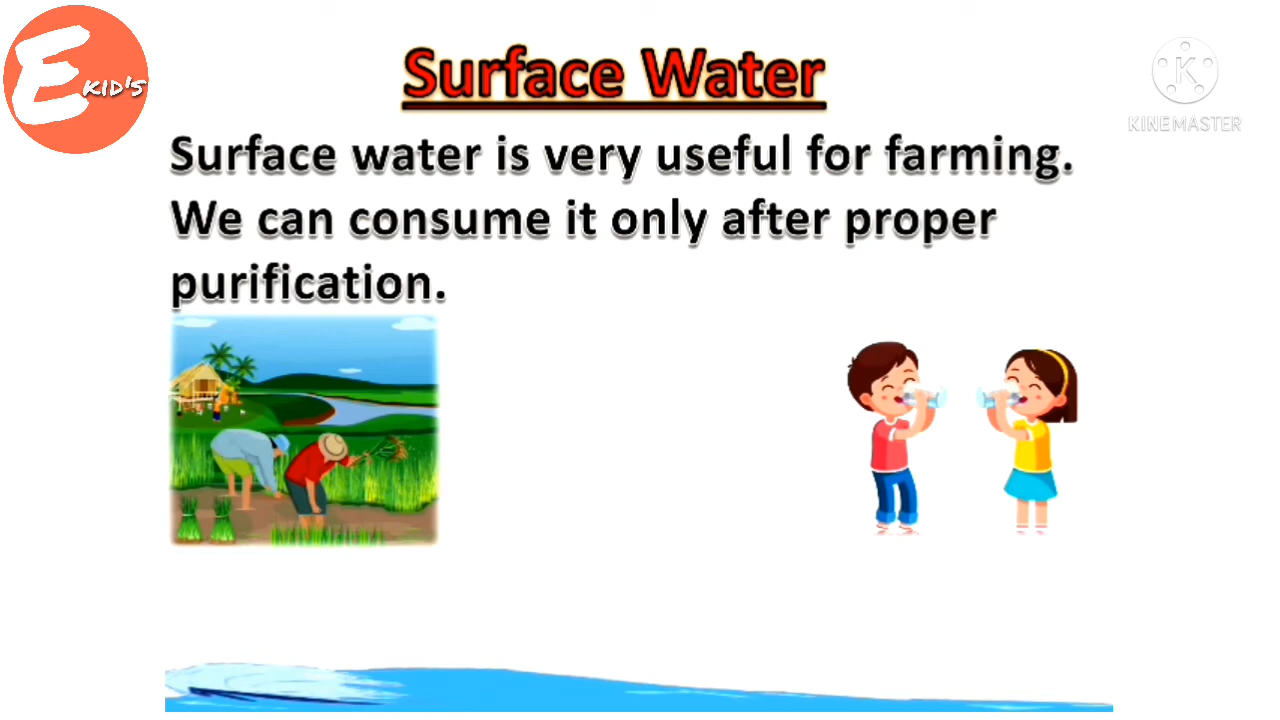 E KID'S
Surface Water
K
KINEMASTER
Surface water is very useful for farming.
We can consume it only after proper
purification.